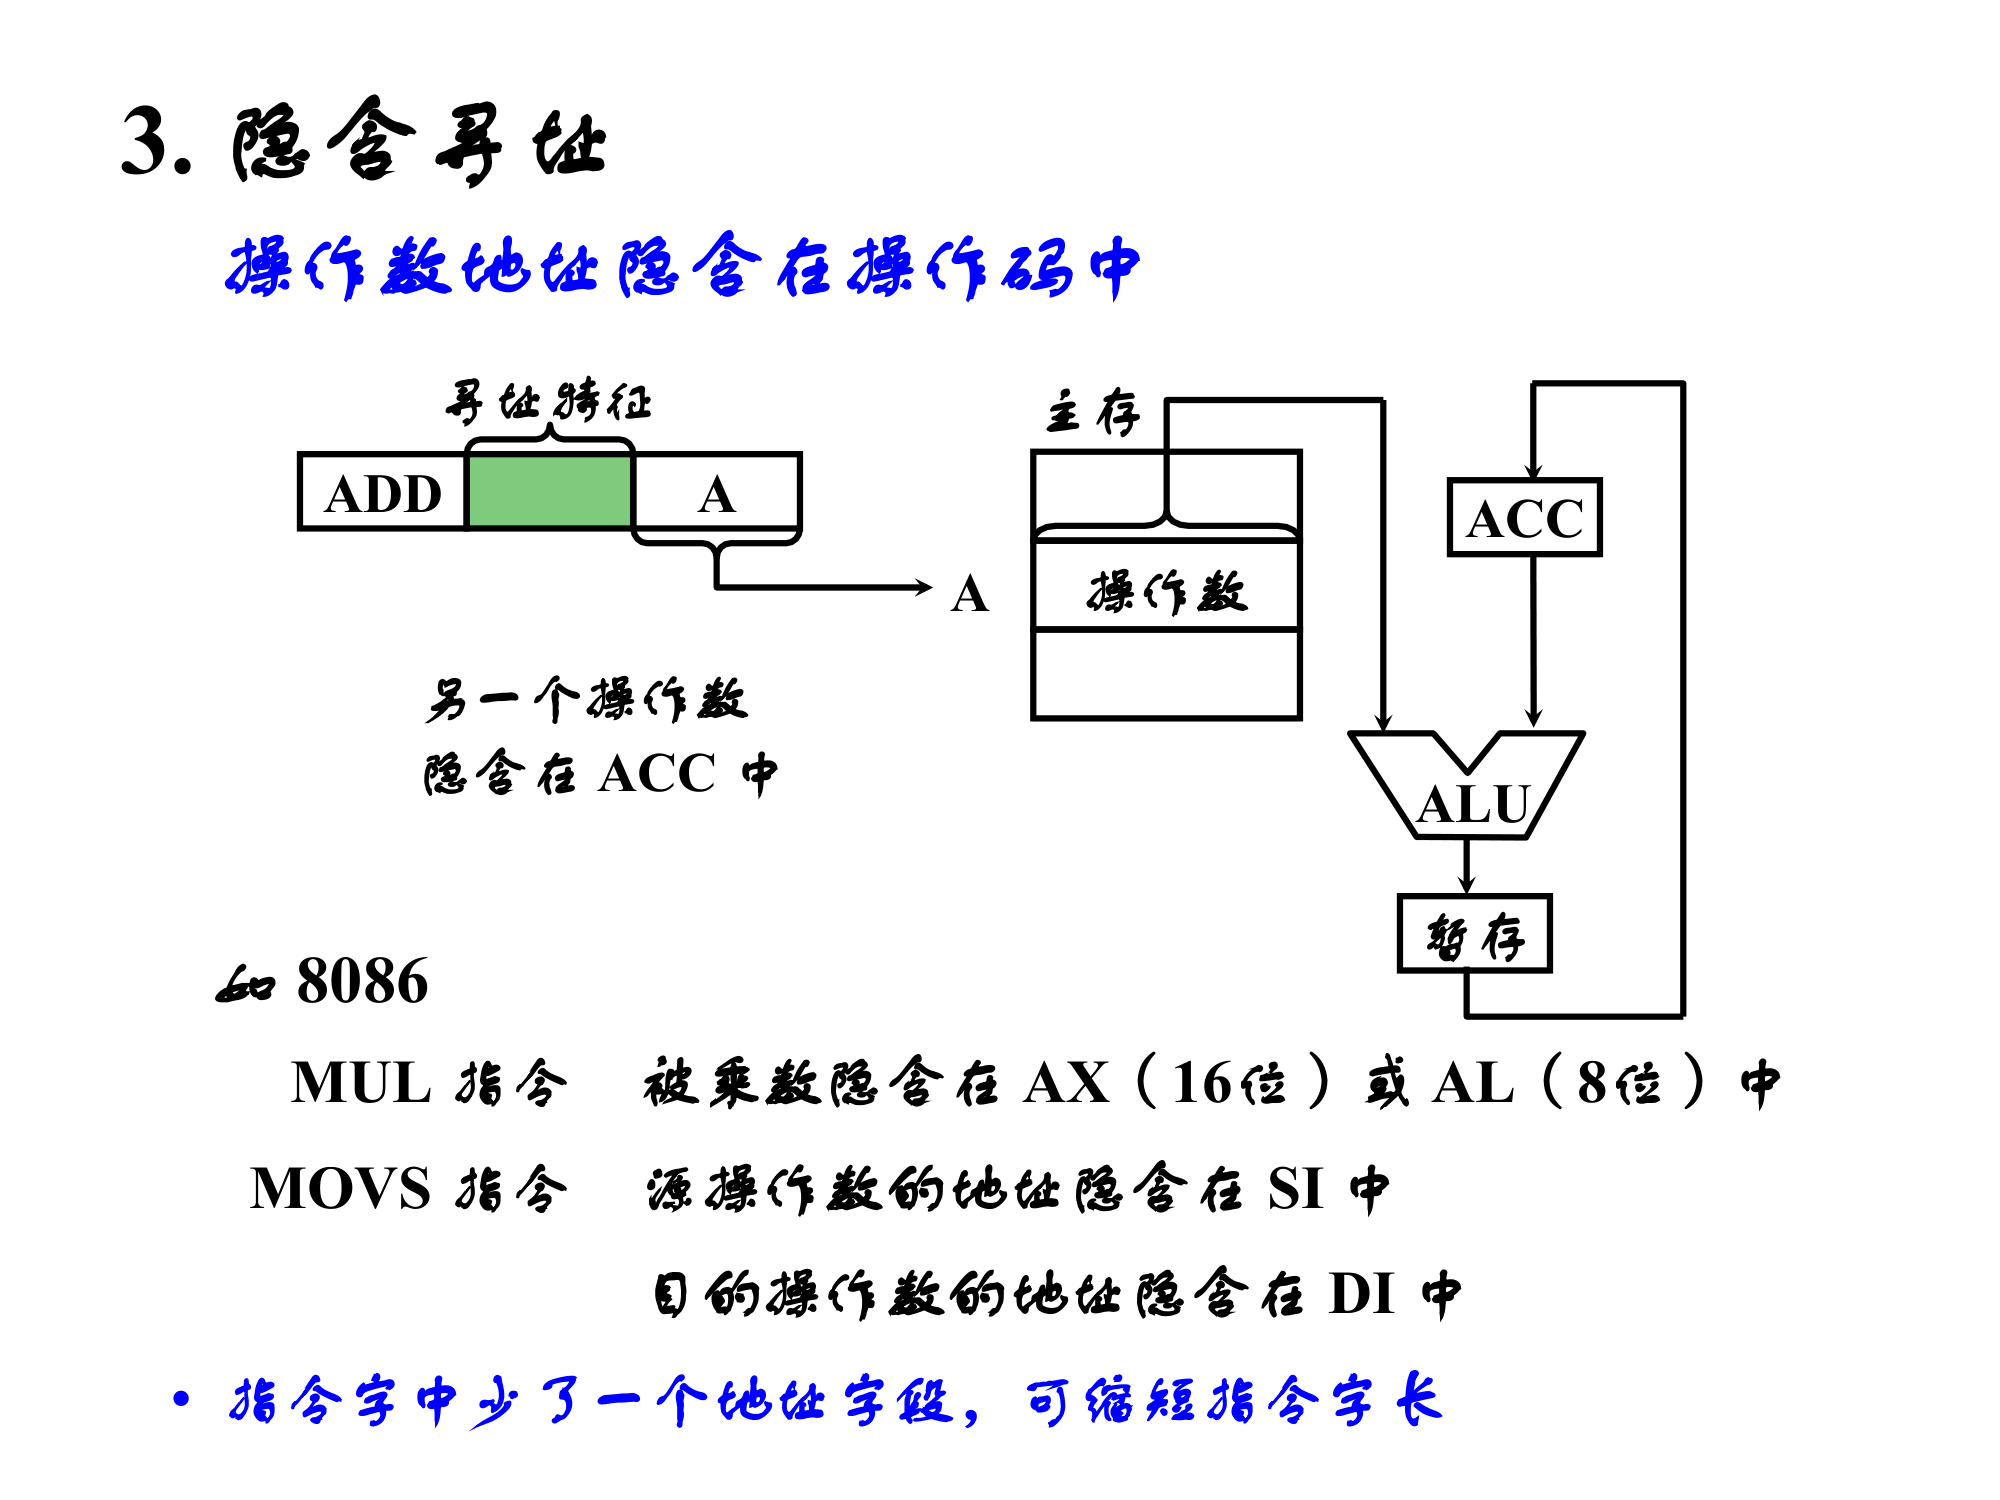 3. 隐含寻址
操作数地址隐含在操作码中
寻址特征
ADD
A
A
主存
操作数
ACC
ALU
暂存
另一个操作数
隐含在 ACC 中
如 8086
MUL 指令 被乘数隐含在 AX（16位）或 AL（8位）中
MOVS 指令 源操作数的地址隐含在 SI 中
目的操作数的地址隐含在 DI 中
• 指令字中少了一个地址字段，可缩短指令字长